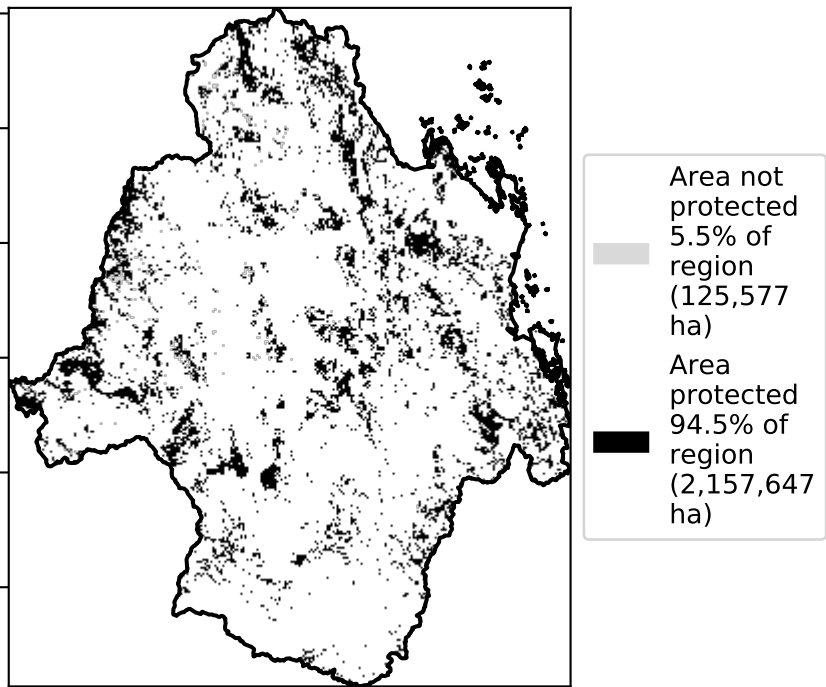 Area not
protected
5.5% of
region
(125,577
ha)
Area
protected
94.5% of
region
(2,157,647
ha)